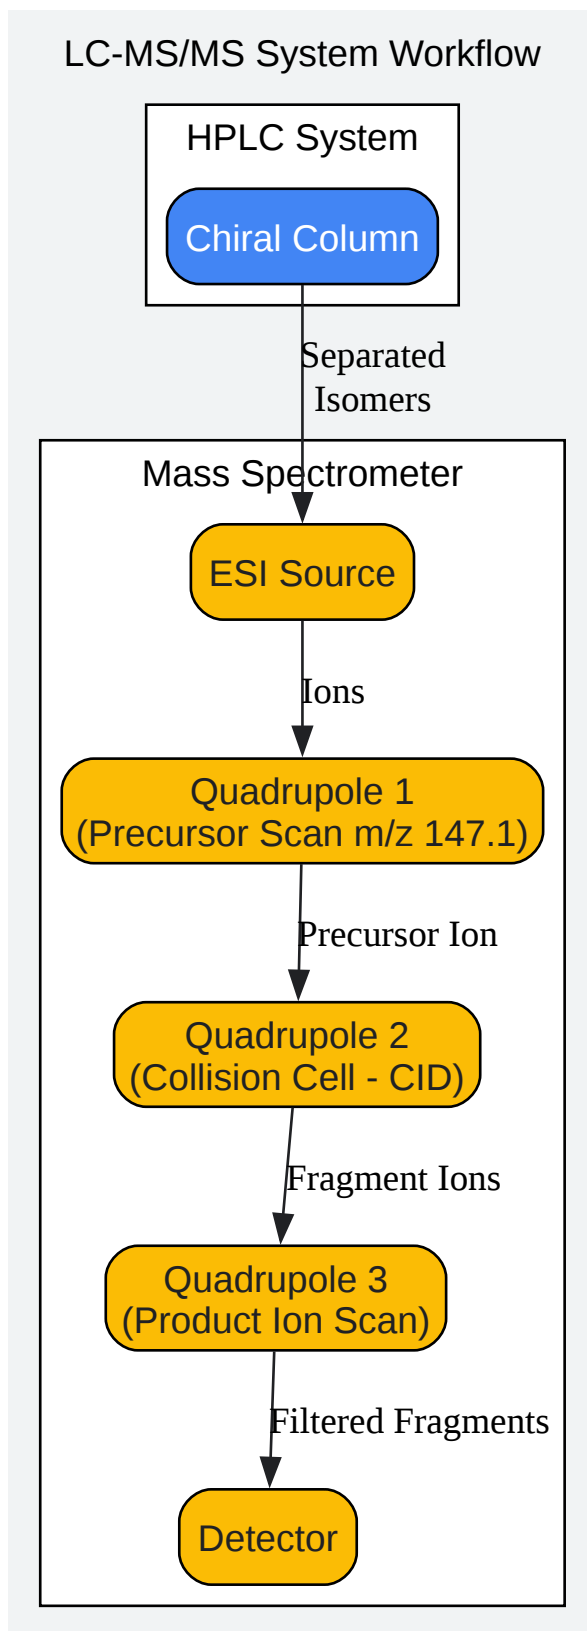 LC-MS/MS System Workflow
HPLC System
Chiral Column
Separated
Isomers
Mass Spectrometer
ESI Source
Ions
Quadrupole 1
(Precursor Scan m/z 147.1)
Precursor Ion
Quadrupole 2
(Collision Cell - CID)
Fragment Ions
Quadrupole 3
(Product Ion Scan)
Filtered Fragments
Detector